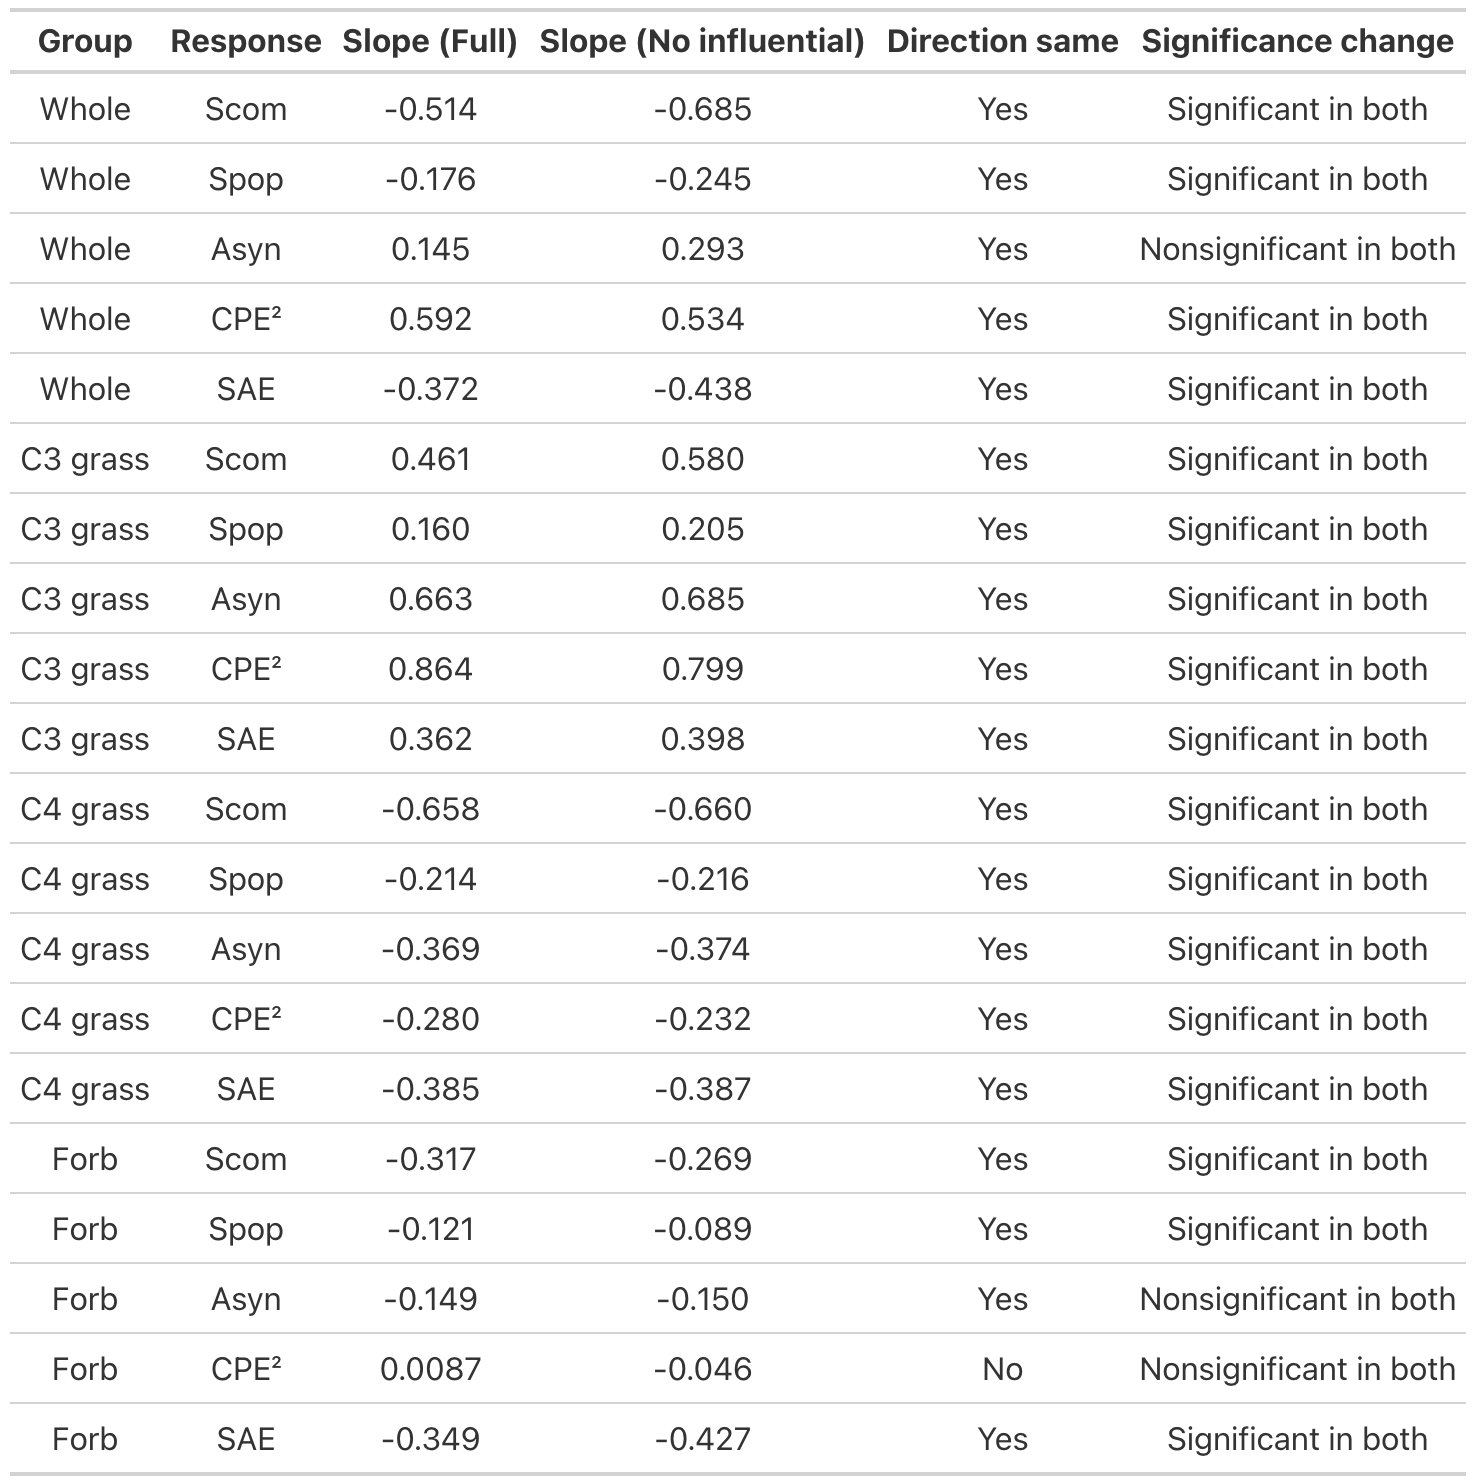 Group Response Slope (Full) Slope (No influential) Direction same Significance change
Whole Scom -0.514 -0.685 Yes Significant in both
Whole Spop -0.176 -0.245 Yes Significant in both
Whole Asyn 0.145 0.293 Yes Nonsignificant in both
Whole CPE² 0.592 0.534 Yes Significant in both
Whole SAE -0.372 -0.438 Yes Significant in both
C3 grass Scom 0.461 0.580 Yes Significant in both
C3 grass Spop 0.160 0.205 Yes Significant in both
C3 grass Asyn 0.663 0.685 Yes Significant in both
C3 grass CPE² 0.864 0.799 Yes Significant in both
C3 grass SAE 0.362 0.398 Yes Significant in both
C4 grass Scom -0.658 -0.660 Yes Significant in both
C4 grass Spop -0.214 -0.216 Yes Significant in both
C4 grass Asyn -0.369 -0.374 Yes Significant in both
C4 grass CPE² -0.280 -0.232 Yes Significant in both
C4 grass SAE -0.385 -0.387 Yes Significant in both
Forb Scom -0.317 -0.269 Yes Significant in both
Forb Spop -0.121 -0.089 Yes Significant in both
Forb Asyn -0.149 -0.150 Yes Nonsignificant in both
Forb CPE² 0.0087 -0.046 No Nonsignificant in both
Forb SAE -0.349 -0.427 Yes Significant in both